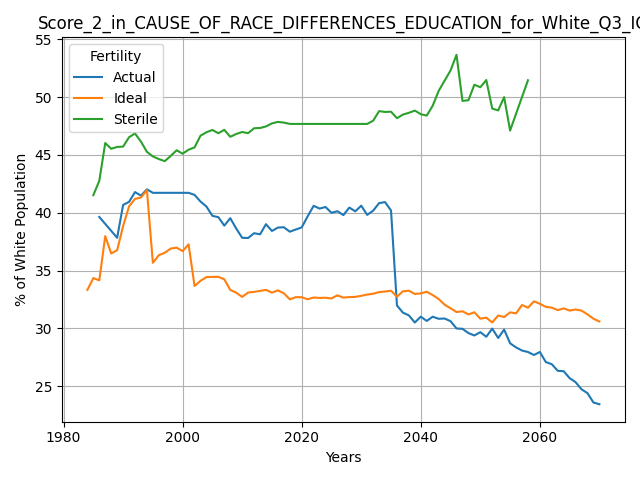 Score_2_in_CAUSE_OF_RACE_DIFFERENCES_EDUCATION_for_White_Q3_IC
Fertility
Actual
Ideal
Sterile
55
50
45
40
35
30
25
% of White Population
1980
2000
2020
2040
2060
Years